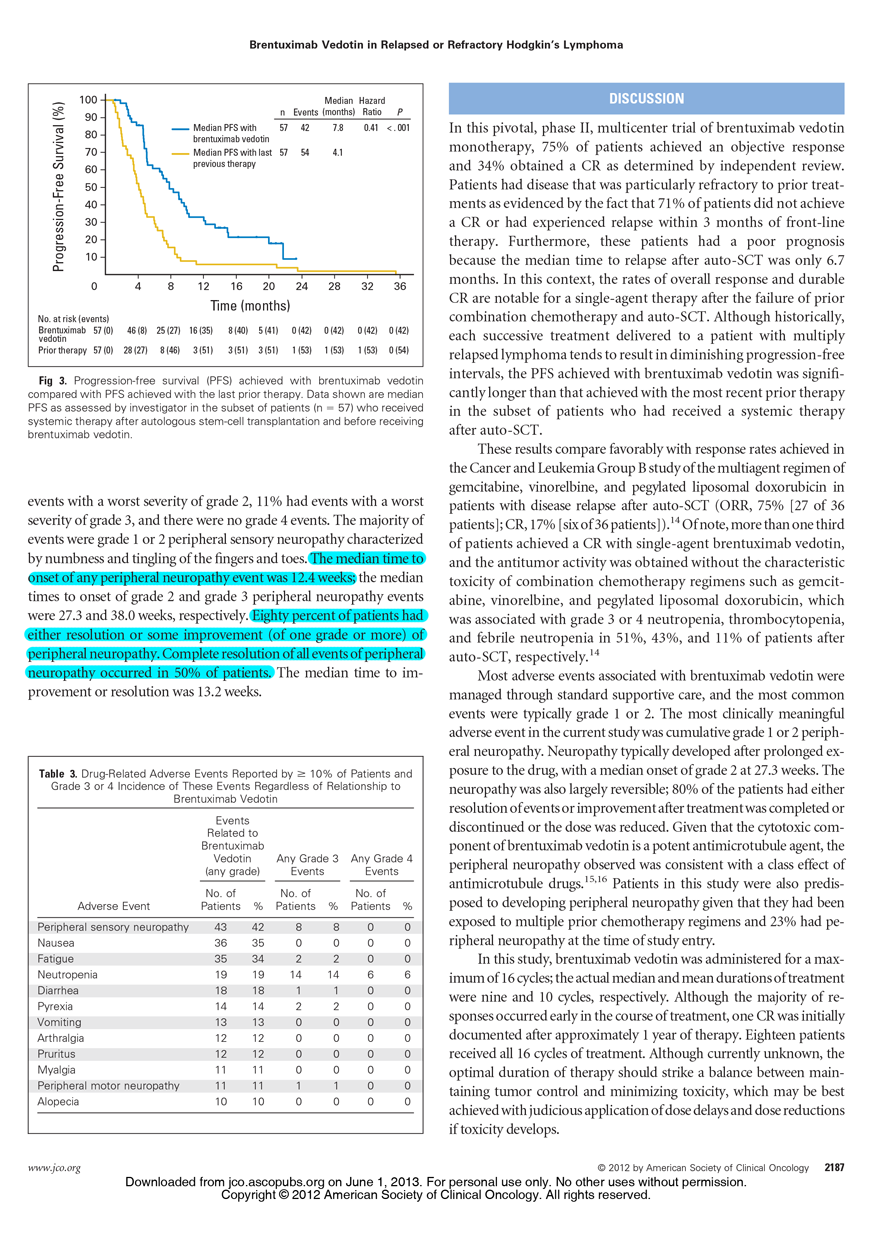 Brentuximab Vedotin in Relapsed or Refractory Hodgkin's Lymphoma
Progression-Free Survival (%)
100
90
80
70
60
50
40
30
20
10
Median Hazard
n Events (months) Ratio P
Median PFS with 57 42 7.8 0.41 < .001
brentuximab vedotin
Median PFS with last 57 54 4.1
previous therapy
0 4 8 12 16 20 24 28 32 36
Time (months)
No. at risk (events)
Brentuximab 57 (0) 46 (8) 25 (27) 16 (35) 8 (40) 5 (41) 0 (42) 0 (42) 0 (42) 0 (42)
vedotin
Prior therapy 57 (0) 28 (27) 8 (46) 3 (51) 3 (51) 3 (51) 1 (53) 1 (53) 1 (53) 0 (54)
Fig 3. Progression-free survival (PFS) achieved with brentuximab vedotin
compared with PFS achieved with the last prior therapy. Data shown are median
PFS as assessed by investigator in the subset of patients (n = 57) who received
systemic therapy after autologous stem-cell transplantation and before receiving
brentuximab vedotin.
events with a worst severity of grade 2, 11% had events with a worst
severity of grade 3, and there were no grade 4 events. The majority of
events were grade 1 or 2 peripheral sensory neuropathy characterized
by numbness and tingling of the fingers and toes. The median time to
onset of any peripheral neuropathy event was 12.4 weeks; the median
times to onset of grade 2 and grade 3 peripheral neuropathy events
were 27.3 and 38.0 weeks, respectively. Eighty percent of patients had
either resolution or some improvement (of one grade or more) of
peripheral neuropathy. Complete resolution of all events of peripheral
neuropathy occurred in 50% of patients. The median time to im-
provement or resolution was 13.2 weeks.
Table 3. Drug-Related Adverse Events Reported by ≥ 10% of Patients and
Grade 3 or 4 Incidence of These Events Regardless of Relationship to
Brentuximab Vedotin
Events
Related to
Brentuximab
Vedotin Any Grade 3 Any Grade 4
(any grade) Events Events
No. of No. of No. of
Adverse Event Patients % Patients % Patients %
Peripheral sensory neuropathy 43 42 8 8 0 0
Nausea 36 35 0 0 0 0
Fatigue 35 34 2 2 0 0
Neutropenia 19 19 14 14 6 6
Diarrhea 18 18 1 1 0 0
Pyrexia 14 14 2 2 0 0
Vomiting 13 13 0 0 0 0
Arthralgia 12 12 0 0 0 0
Pruritus 12 12 0 0 0 0
Myalgia 11 11 0 0 0 0
Peripheral motor neuropathy 11 11 1 1 0 0
Alopecia 10 10 0 0 0 0
DISCUSSION
In this pivotal, phase II, multicenter trial of brentuximab vedotin
monotherapy, 75% of patients achieved an objective response
and 34% obtained a CR as determined by independent review.
Patients had disease that was particularly refractory to prior treat-
ments as evidenced by the fact that 71% of patients did not achieve
a CR or had experienced relapse within 3 months of front-line
therapy. Furthermore, these patients had a poor prognosis
because the median time to relapse after auto-SCT was only 6.7
months. In this context, the rates of overall response and durable
CR are notable for a single-agent therapy after the failure of prior
combination chemotherapy and auto-SCT. Although historically,
each successive treatment delivered to a patient with multiply
relapsed lymphoma tends to result in diminishing progression-free
intervals, the PFS achieved with brentuximab vedotin was signifi-
cantly longer than that achieved with the most recent prior therapy
in the subset of patients who had received a systemic therapy
after auto-SCT.
These results compare favorably with response rates achieved in
the Cancer and Leukemia Group B study of the multiagent regimen of
gemcitabine, vinorelbine, and pegylated liposomal doxorubicin in
patients with disease relapse after auto-SCT (ORR, 75% [27 of 36
patients]; CR, 17% [six of 36 patients]).14 Of note, more than one third
of patients achieved a CR with single-agent brentuximab vedotin,
and the antitumor activity was obtained without the characteristic
toxicity of combination chemotherapy regimens such as gemcit-
abine, vinorelbine, and pegylated liposomal doxorubicin, which
was associated with grade 3 or 4 neutropenia, thrombocytopenia,
and febrile neutropenia in 51%, 43%, and 11% of patients after
auto-SCT, respectively.14
Most adverse events associated with brentuximab vedotin were
managed through standard supportive care, and the most common
events were typically grade 1 or 2. The most clinically meaningful
adverse event in the current study was cumulative grade 1 or 2 periph-
eral neuropathy. Neuropathy typically developed after prolonged ex-
posure to the drug, with a median onset of grade 2 at 27.3 weeks. The
neuropathy was also largely reversible; 80% of the patients had either
resolution of events or improvement after treatment was completed or
discontinued or the dose was reduced. Given that the cytotoxic com-
ponent of brentuximab vedotin is a potent antimicrotubule agent, the
peripheral neuropathy observed was consistent with a class effect of
antimicrotubule drugs.15,16 Patients in this study were also predis-
posed to developing peripheral neuropathy given that they had been
exposed to multiple prior chemotherapy regimens and 23% had pe-
ripheral neuropathy at the time of study entry.
In this study, brentuximab vedotin was administered for a max-
imum of 16 cycles; the actual median and mean durations of treatment
were nine and 10 cycles, respectively. Although the majority of re-
sponses occurred early in the course of treatment, one CR was initially
documented after approximately 1 year of therapy. Eighteen patients
received all 16 cycles of treatment. Although currently unknown, the
optimal duration of therapy should strike a balance between main-
taining tumor control and minimizing toxicity, which may be best
achieved with judicious application of dose delays and dose reductions
if toxicity develops.
www.jco.org © 2012 by American Society of Clinical Oncology 2187
Downloaded from jco.ascopubs.org on June 1, 2013. For personal use only. No other uses without permission.
Copyright © 2012 American Society of Clinical Oncology. All rights reserved.